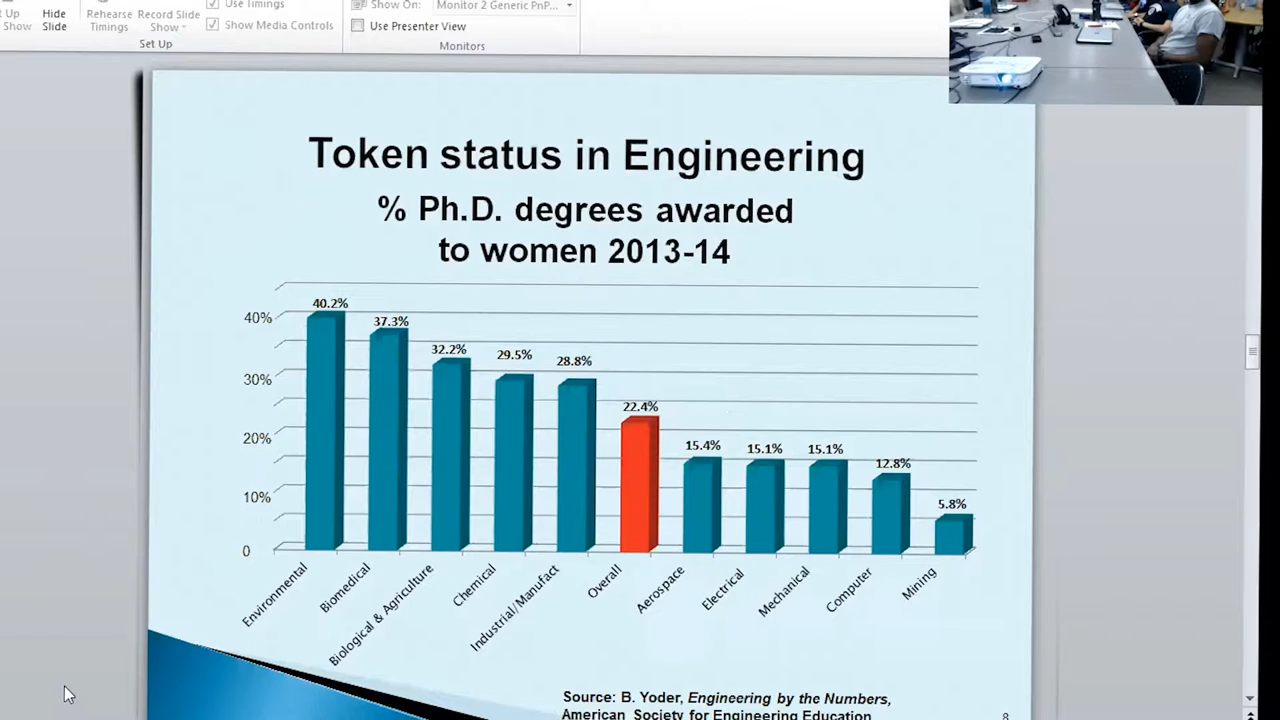 Up Show
Hide Slide
Rehearse Timings
Record Slide Show
Use Timings
Show Media Controls
Set Up
Show On:
Monitor 2 Generic PnP...
Use Presenter View
Monitors
Token status in Engineering
% Ph.D. degrees awarded
to women 2013-14
40%
30%
20%
10%
0
40.2%
37.3%
32.2%
29.5%
28.8%
22.4%
15.4%
15.1%
15.1%
12.8%
5.8%
Environmental
Biomedical
Biological & Agriculture
Chemical
Industrial/Manufact
Overall
Aerospace
Electrical
Mechanical
Computer
Mining
Source: B. Yoder, Engineering by the Numbers,
American Society for Engineering Education
8